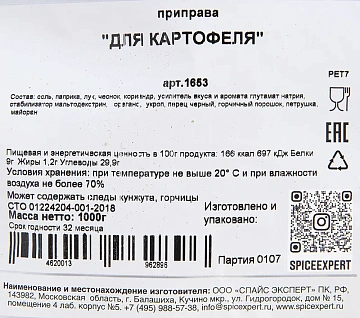 приправа
"ДЛЯ КАРТОФЕЛЯ"
арт.1653
PET7
Состав: соль, паприка, лук, чеснок, кориандр, усилитель вкуса и аромата глутамат натрия,
стабилизатор мальтодекстрин, орегано, укроп, перец черный, горчичный порошок, петрушка,
майоран
EAC
Пищевая и энергетическая ценность в 100г продукта: 166 ккал 697 кДж Белки
9г Жиры 1,2г Углеводы 29,9г
Условия хранения: при температуре не выше 20° С и при влажности
воздуха не более 70%
Может содержать следы кунжута, горчицы
СТО 01224204-001-2018
Масса нетто: 1000г
Срок годности 32 месяца
Изготовлено и
упаковано:
Партия 0107
SPICEEXPERT
4620013 962896
Наименование и местонахождение изготовителя: ООО «СПАЙС ЭКСПЕРТ» ПК, РФ,
143982, Московская область, г. Балашиха, Кучино мкр. ул. Гидрогородок, дом № 15,
помещение 4 лаб. корпус №5. +7 (495) 988-57-38, info@spicexpert.ru